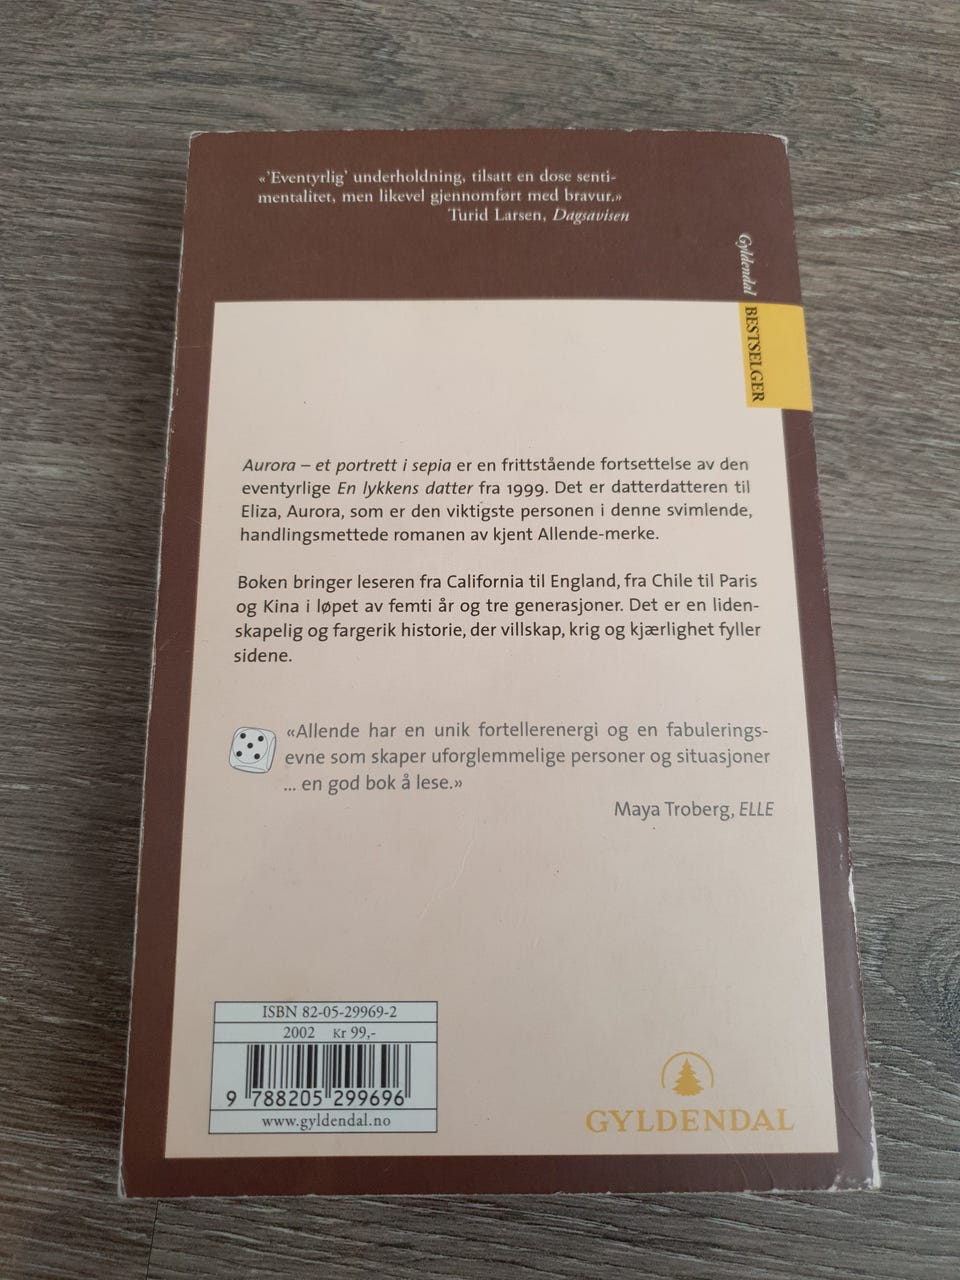 «'Eventyrlig' underholdning, tilsatt en dose senti-
mentalitet, men likevel gjennomført med bravur.»
Turid Larsen, Dagsavisen
Gyldendal BESTSELGER
Aurora – et portrett i sepia er en frittstående fortsettelse av den
eventyrlige En lykkens datter fra 1999. Det er datterdatteren til
Eliza, Aurora, som er den viktigste personen i denne svimlende,
handlingsmettede romanen av kjent Allende-merke.
Boken bringer leseren fra California til England, fra Chile til Paris
og Kina i løpet av femti år og tre generasjoner. Det er en liden-
skapelig og fargerik historie, der villskap, krig og kjærlighet fyller
sidene.
«Allende har en unik fortellerenergi og en fabulerings-
evne som skaper uforglemmelige personer og situasjoner
... en god bok å lese.»
Maya Troberg, ELLE
ISBN 82-05-29969-2
2002 Kr 99,-
9 788205 299696
www.gyldendal.no
GYLDENDAL